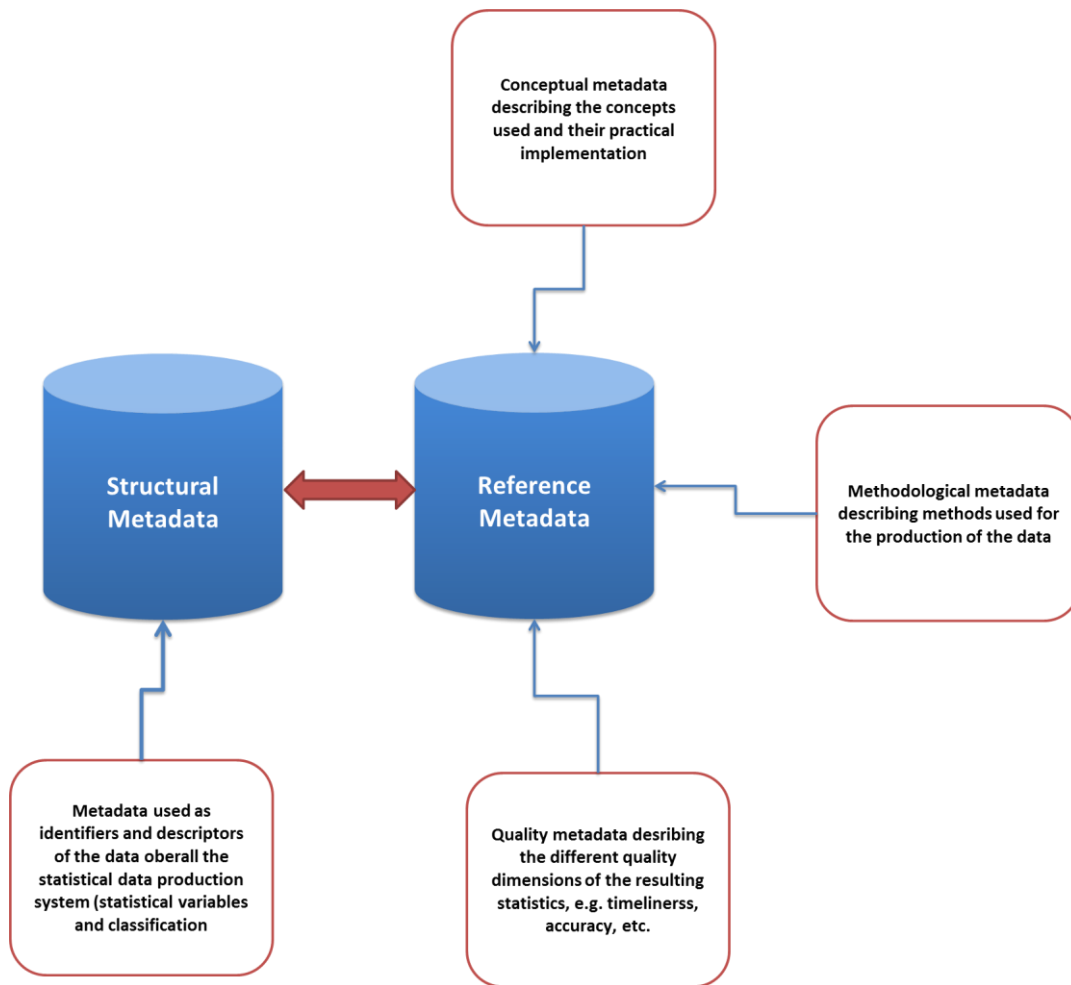 Conceptual metadata
describing the concepts
used and their practical
implementation
Structural
Metadata
Reference
Metadata
Methodological metadata
describing methods used for
the production of the data
Metadata used as
identifiers and descriptors
of the data oberall the
statistical data production
system (statistical variables
and classification
Quality metadata desribing
the different quality
dimensions of the resulting
statistics, e.g. timelinerss,
accuracy, etc.